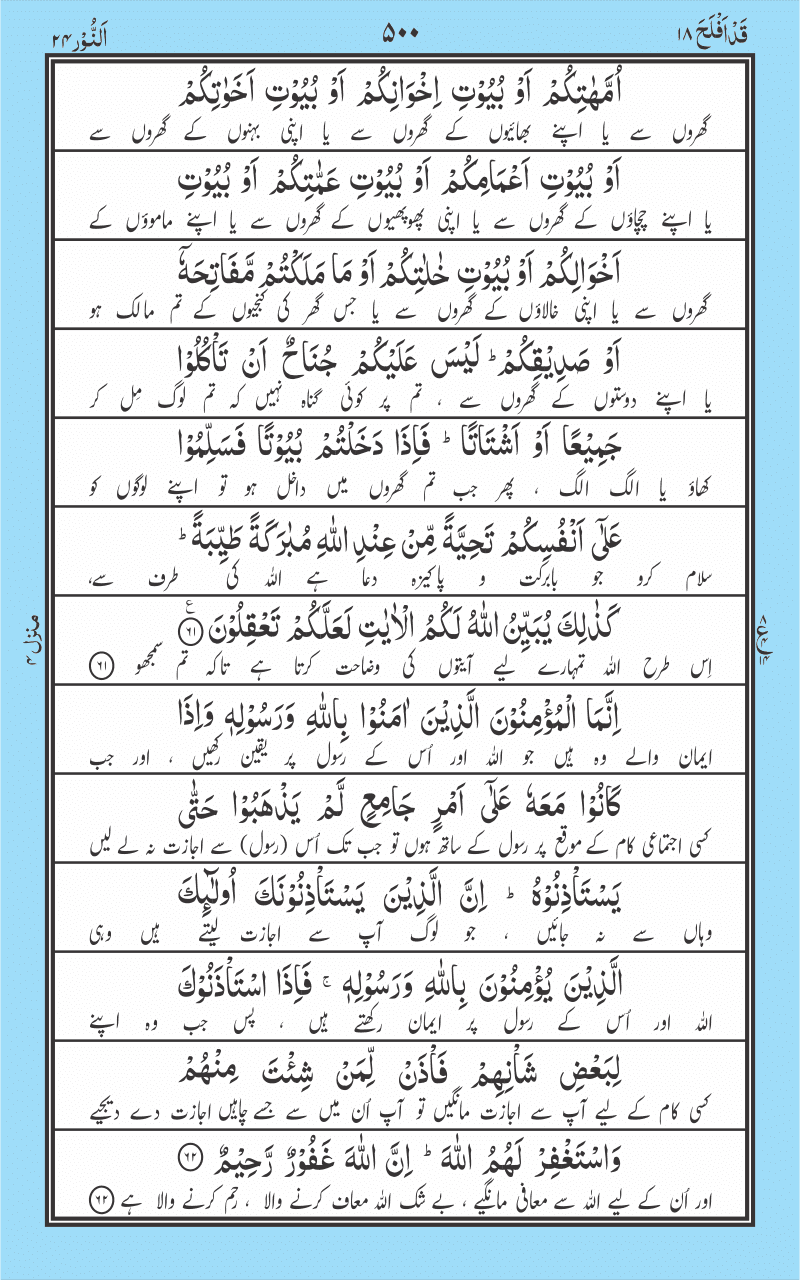 قَدْ اَفْلَحَ ١٨
٥٠٠
اَلنُّوْر ٢٤
اُمَّهٰتِكُمْ اَوْ بُيُوْتِ اِخْوَانِكُمْ اَوْ بُيُوْتِ اَخَوٰتِكُمْ
گھروں سے یا اپنے بھائیوں کے گھروں سے یا اپنی بہنوں کے گھروں سے
اَوْ بُيُوْتِ اَعْمَامِكُمْ اَوْ بُيُوْتِ عَمّٰتِكُمْ اَوْ بُيُوْتِ
یا اپنے چچاؤں کے گھروں سے یا اپنی پھوپھیوں کے گھروں سے یا اپنے ماموؤں کے
اَخْوَالِكُمْ اَوْ بُيُوْتِ خٰلٰتِكُمْ اَوْ مَا مَلَكْتُمْ مَّفَاتِحَهٗۤ
گھروں سے یا اپنی خالاؤں کے گھروں سے یا جس گھر کی کنجیوں کے تم مالک ہو
اَوْ صَدِيْقِكُمْ ؕ لَيْسَ عَلَيْكُمْ جُنَاحٌ اَنْ تَاْكُلُوْا
یا اپنے دوستوں کے گھروں سے ، تم پر کوئی گناہ نہیں کہ تم لوگ مِل کر
جَمِيْعًا اَوْ اَشْتَاتًا ؕ فَاِذَا دَخَلْتُمْ بُيُوْتًا فَسَلِّمُوْا
کھاؤ یا الگ الگ ، پھر جب تم گھروں میں داخل ہو تو اپنے لوگوں کو
عَلٰۤى اَنْفُسِكُمْ تَحِيَّةً مِّنْ عِنْدِ اللّٰهِ مُبٰرَكَةً طَيِّبَةً ؕ
سلام کرو جو بابرکت و پاکیزہ دعا ہے اللہ کی طرف سے،
كَذٰلِكَ يُبَيِّنُ اللّٰهُ لَكُمُ الْاٰيٰتِ لَعَلَّكُمْ تَعْقِلُوْنَ ﴿٦١﴾ ع
اِس طرح اللہ تمہارے لیے آیتوں کی وضاحت کرتا ہے تاکہ تم سمجھو ﴿٦١﴾
اِنَّمَا الْمُؤْمِنُوْنَ الَّذِيْنَ اٰمَنُوْا بِاللّٰهِ وَرَسُوْلِهٖ وَاِذَا
ایمان والے وہ ہیں جو اللہ اور اُس کے رسول پر یقین رکھیں ، اور جب
كَانُوْا مَعَهٗ عَلٰۤى اَمْرٍ جَامِعٍ لَّمْ يَذْهَبُوْا حَتّٰى
کسی اجتماعی کام کے موقع پر رسول کے ساتھ ہوں تو جب تک اُس (رسول) سے اجازت نہ لے لیں
يَسْتَاْذِنُوْهُ ؕ اِنَّ الَّذِيْنَ يَسْتَاْذِنُوْنَكَ اُولٰٓئِكَ
وہاں سے نہ جائیں ، جو لوگ آپ سے اجازت لیتے ہیں وہی
الَّذِيْنَ يُؤْمِنُوْنَ بِاللّٰهِ وَرَسُوْلِهٖ ۚ فَاِذَا اسْتَاْذَنُوْكَ
اللہ اور اُس کے رسول پر ایمان رکھتے ہیں ، پس جب وہ اپنے
لِبَعْضِ شَاْنِهِمْ فَاْذَنْ لِّمَنْ شِئْتَ مِنْهُمْ
کسی کام کے لیے آپ سے اجازت مانگیں تو آپ اُن میں سے جسے چاہیں اجازت دے دیجیے
وَاسْتَغْفِرْ لَهُمُ اللّٰهَ ؕ اِنَّ اللّٰهَ غَفُوْرٌ رَّحِيْمٌ ﴿٦٢﴾
اور اُن کے لیے اللہ سے معافی مانگیے ، بے شک اللہ معاف کرنے والا ، رحم کرنے والا ہے ﴿٦٢﴾
منزل ٤